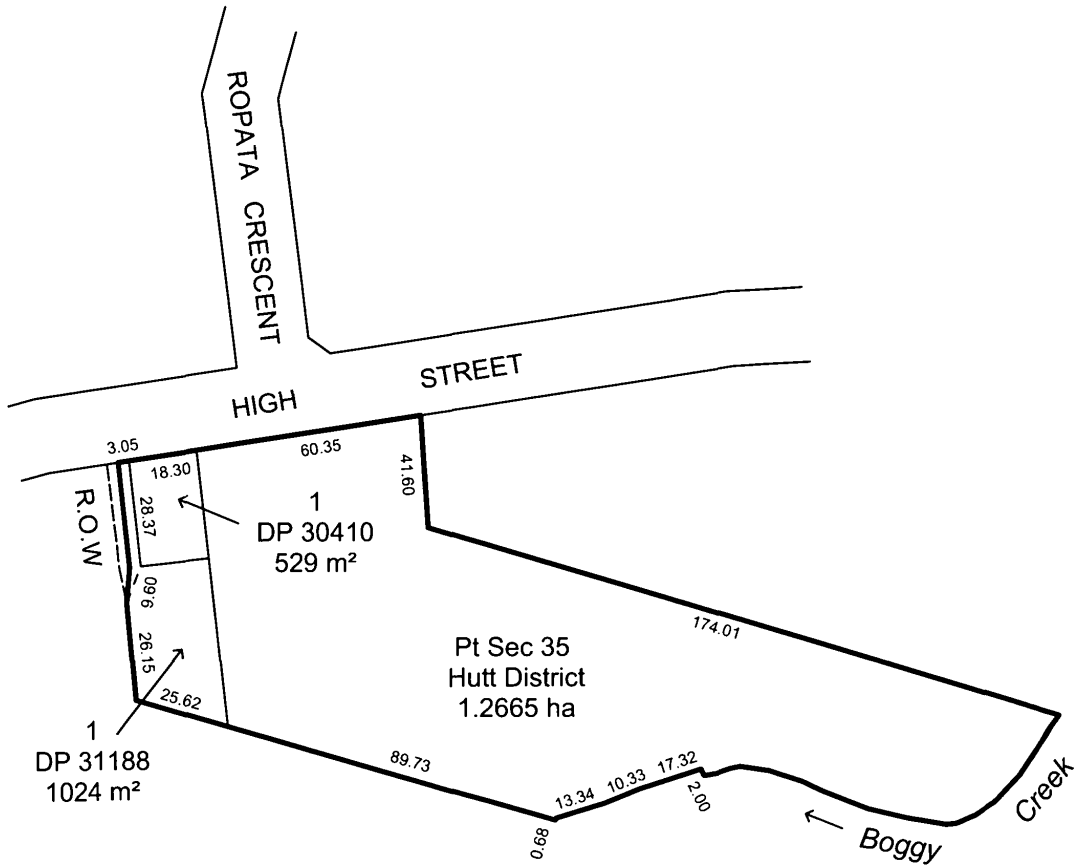 ROPATA CRESCENT
HIGH STREET
3.05
18.30
60.35
41.60
R.O.W
28.37
1
DP 30410
529 m²
9.60
26.15
25.62
174.01
Pt Sec 35
Hutt District
1.2665 ha
1
DP 31188
1024 m²
89.73
13.34
10.33
17.32
2.00
0.68
Boggy Creek